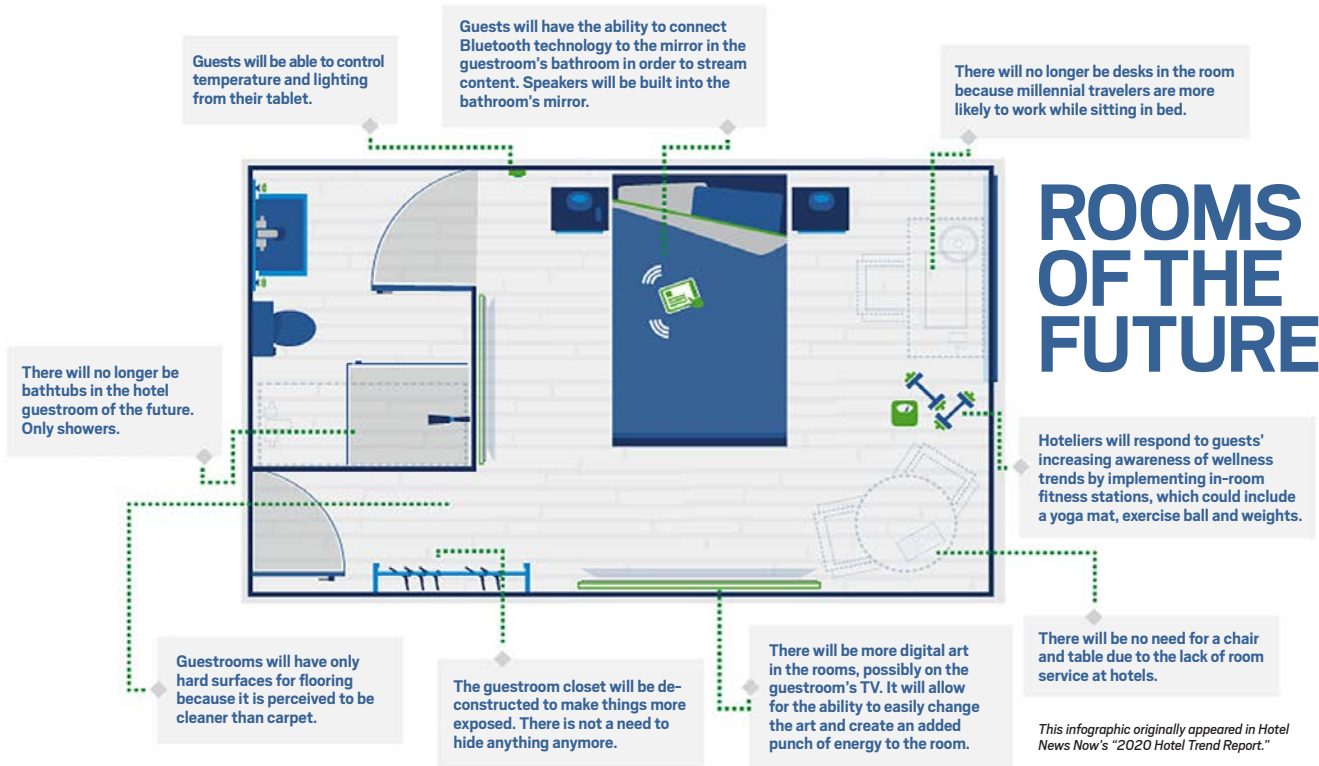 Guests will be able to control
temperature and lighting
from their tablet.
Guests will have the ability to connect
Bluetooth technology to the mirror in the
guestroom's bathroom in order to stream
content. Speakers will be built into the
bathroom's mirror.
There will no longer be desks in the room
because millennial travelers are more
likely to work while sitting in bed.
ROOMS
OF THE
FUTURE
There will no longer be
bathtubs in the hotel
guestroom of the future.
Only showers.
Hoteliers will respond to guests'
increasing awareness of wellness
trends by implementing in-room
fitness stations, which could include
a yoga mat, exercise ball and weights.
Guestrooms will have only
hard surfaces for flooring
because it is perceived to be
cleaner than carpet.
The guestroom closet will be de-
constructed to make things more
exposed. There is not a need to
hide anything anymore.
There will be more digital art
in the rooms, possibly on the
guestroom's TV. It will allow
for the ability to easily change
the art and create an added
punch of energy to the room.
There will be no need for a chair
and table due to the lack of room
service at hotels.
This infographic originally appeared in Hotel
News Now's “2020 Hotel Trend Report.”